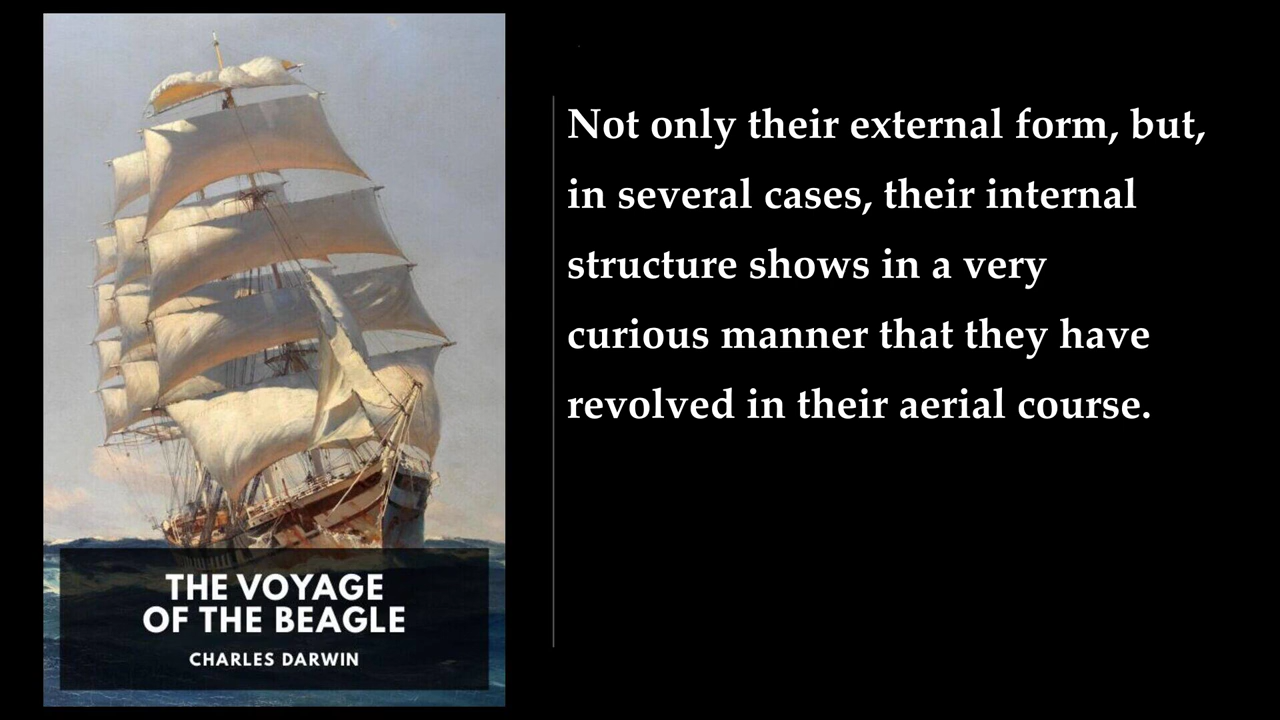 Not only their external form, but,
in several cases, their internal
structure shows in a very
curious manner that they have
revolved in their aerial course.
THE VOYAGE
OF THE BEAGLE
CHARLES DARWIN